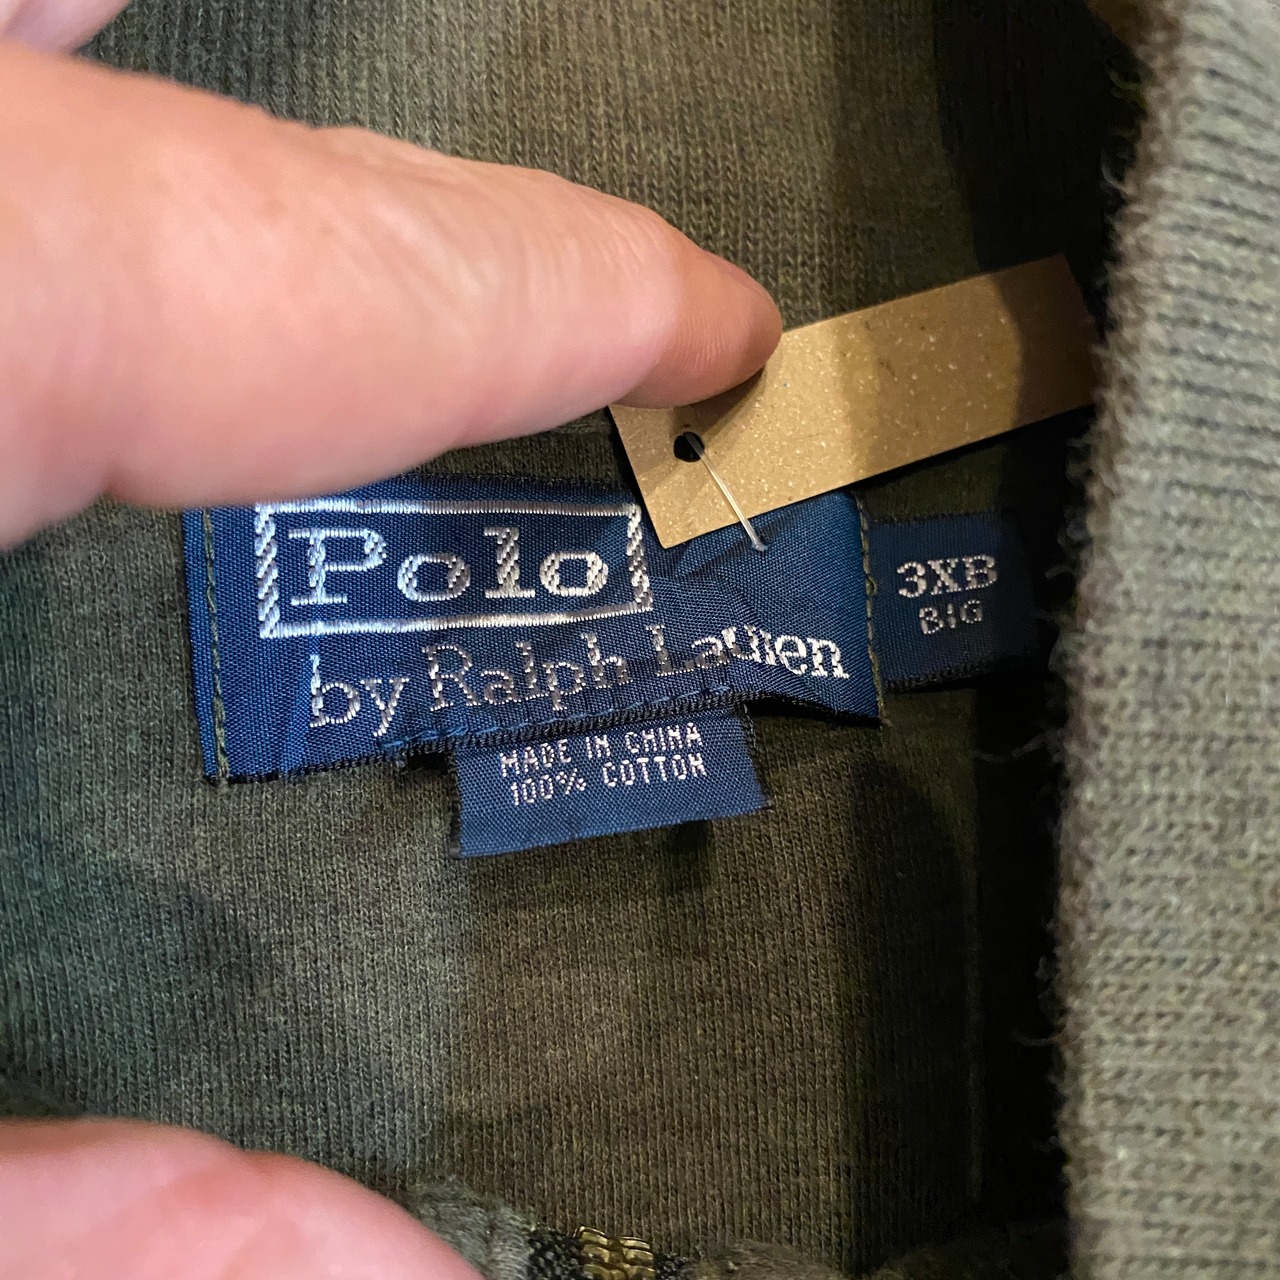 Polo
by Ralph Lauren
3XB
BIG
MADE IN CHINA
100% COTTON